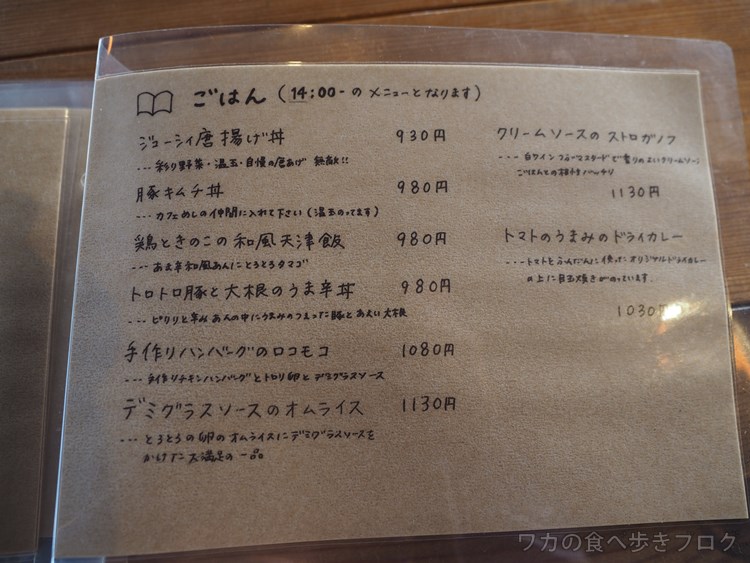 ごはん (14:00-のメニューとなります)
ジューシィ唐揚げ丼 930円
--- 彩り野菜・温玉・自慢の唐あげ 無敵!!
豚キムチ丼 980円
--- カフェめしの仲間に入れて下さい (温玉のってます)
鶏ときのこの和風天津飯 980円
--- あま辛和風あんにとろとろタマゴ
トロトロ豚と大根のうま辛丼 980円
--- ピリリと辛みあんの中にうまみのつまった豚とあえい大根
手作りハンバーグのロコモコ 1080円
--- 手作りチキンハンバーグとトロリ卵とデミグラスソース
デミグラスソースのオムライス 1130円
--- とろとろの卵のオムライスにデミグラスソースを
かけた大満足の一品
クリームソースのストロガノフ
--- 白ワイン マスタードで香りのよいクリームソース
ごはんとの相性バッチリ
1130円
トマトのうまみのドライカレー
--- トマトをふんだんに使ったオリジナルドライカレー
の上に目玉焼きがのっています.
1030円
ワカの食べ歩きブログ